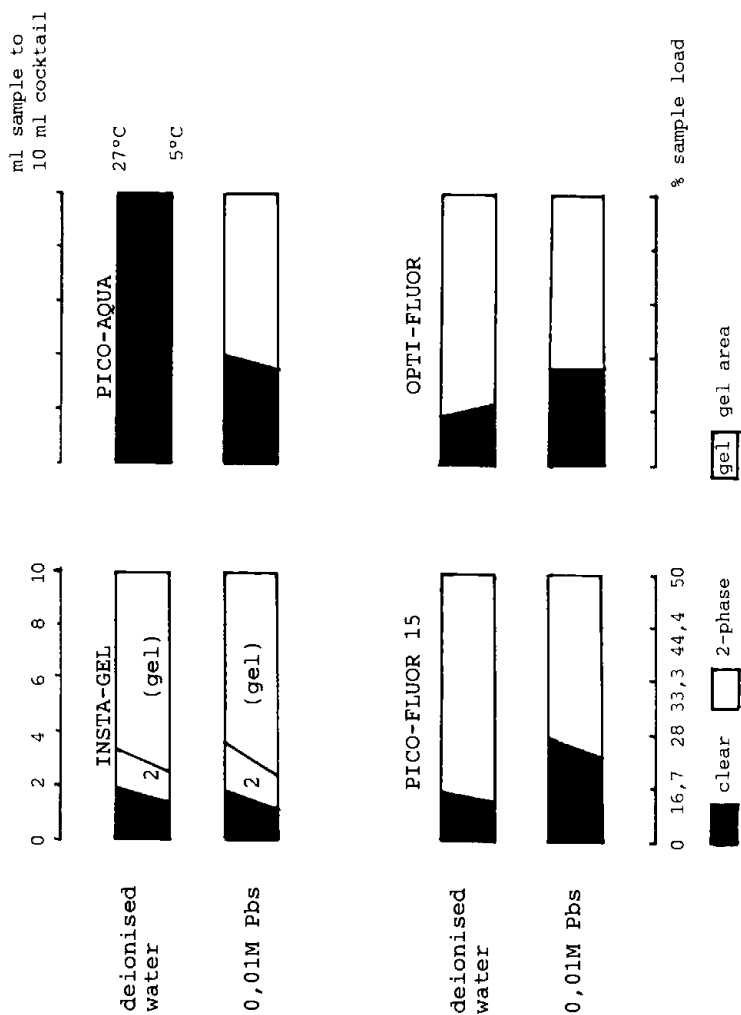 ml sample to
10 ml cocktail
0 2 4 6 8 10
INSTA-GEL
PICO-AQUA
27°C
5°C
deionised
water
2 (gel)
0,01M Pbs
2 (gel)
PICO-FLUOR 15
OPTI-FLUOR
deionised
water
0,01M Pbs
0 16,7 28 33,3 44,4 50
% sample load
clear 2-phase gel gel area